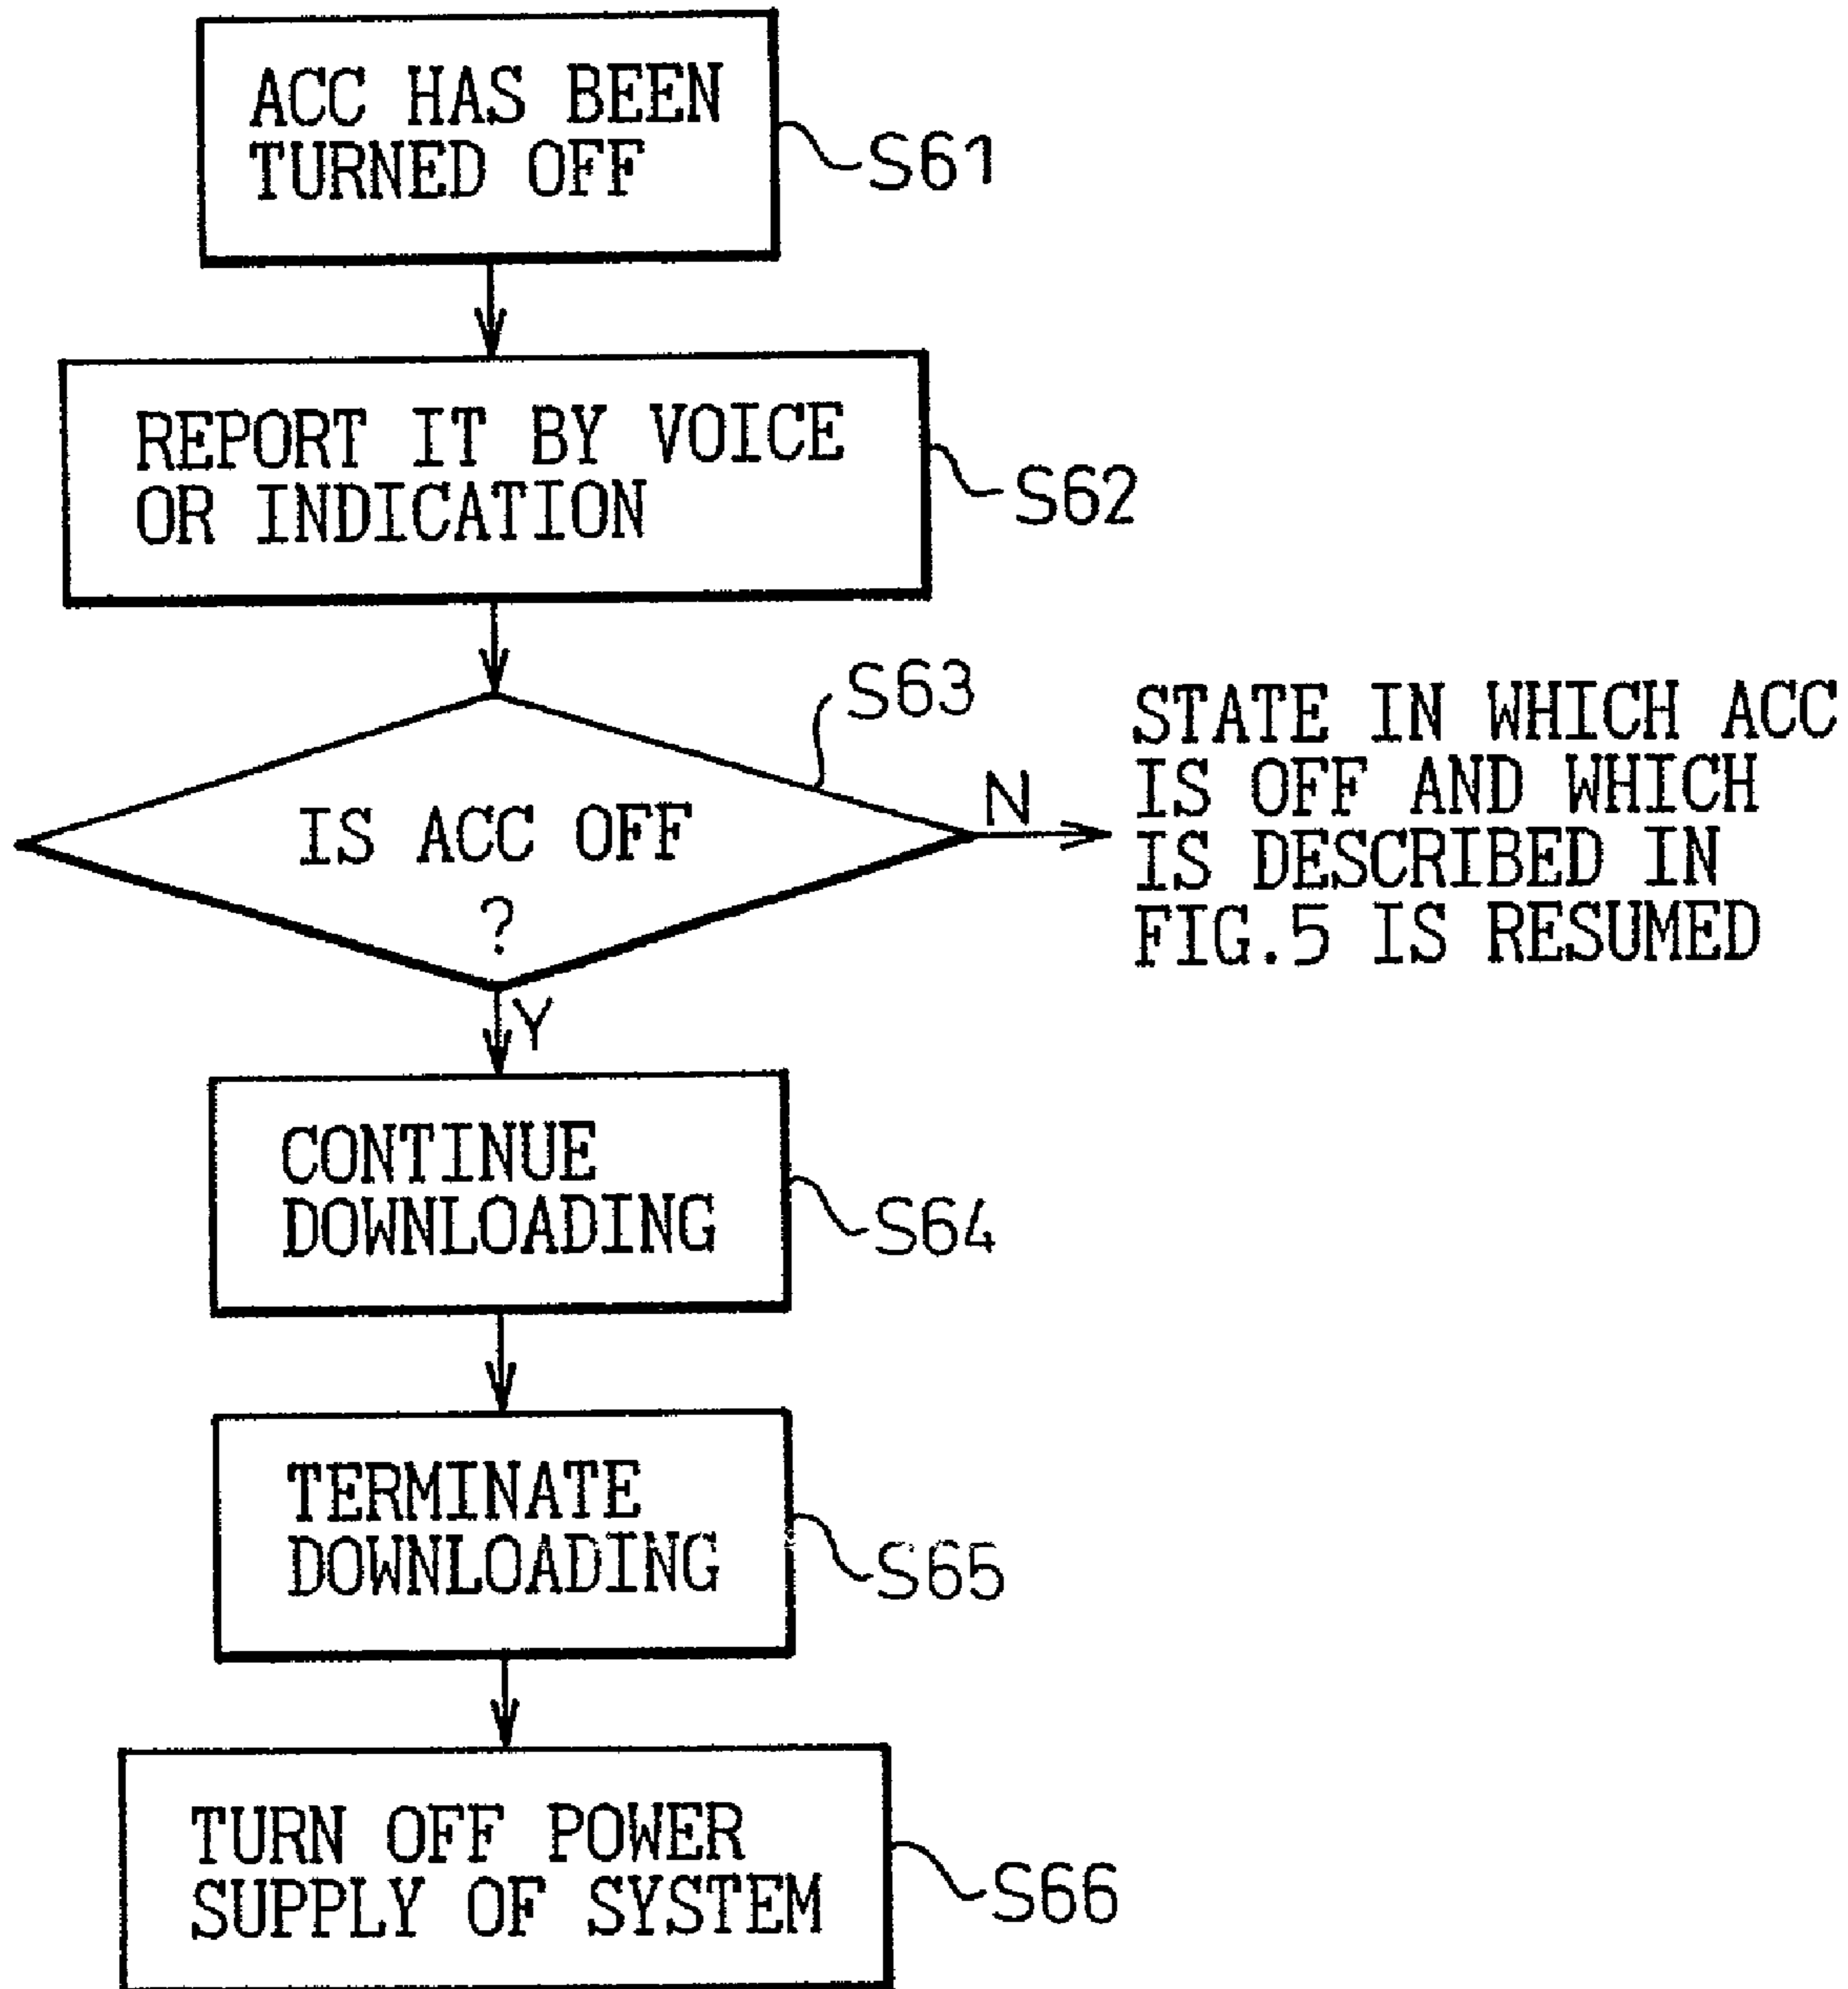 ACC HAS BEEN
TURNED OFF
S61
REPORT IT BY VOICE
OR INDICATION
S62
S63
IS ACC OFF
?
N
STATE IN WHICH ACC
IS OFF AND WHICH
IS DESCRIBED IN
FIG.5 IS RESUMED
Y
CONTINUE
DOWNLOADING
S64
TERMINATE
DOWNLOADING
S65
TURN OFF POWER
SUPPLY OF SYSTEM
S66